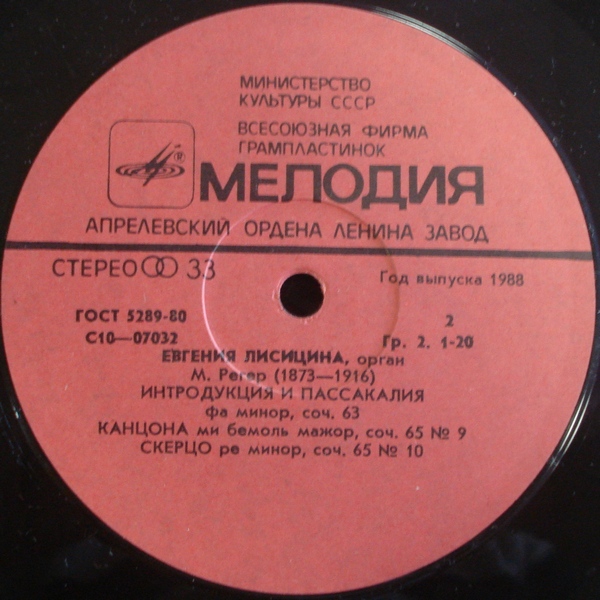 МИНИСТЕРСТВО
КУЛЬТУРЫ СССР
ВСЕСОЮЗНАЯ ФИРМА
ГРАМПЛАСТИНОК
®
МЕЛОДИЯ
АПРЕЛЕВСКИЙ ОРДЕНА ЛЕНИНА ЗАВОД
СТЕРЕО 33
Год выпуска 1988
ГОСТ 5289-80
С10—07032
2
Гр. 2. 1-20
ЕВГЕНИЯ ЛИСИЦИНА, орган
М. Регер (1873—1916)
ИНТРОДУКЦИЯ И ПАССАКАЛИЯ
фа минор, соч. 63
КАНЦОНА ми бемоль мажор, соч. 65 № 9
СКЕРЦО ре минор, соч. 65 № 10